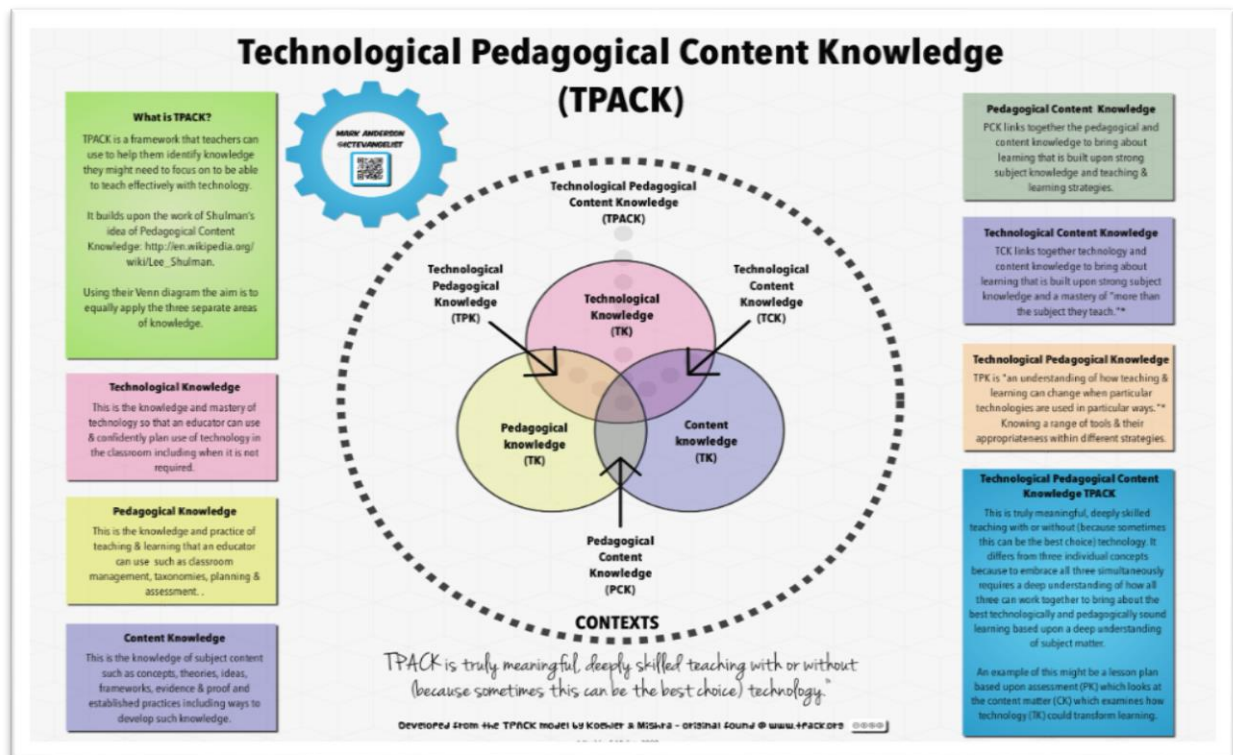 Technological Pedagogical Content Knowledge
(TPACK)
What is TPACK?
TPACK is a framework that teachers can
use to help them identify knowledge
they might need to focus on to be able
to teach effectively with technology.
It builds upon the work of Shulman's
idea of Pedagogical Content
Knowledge: http://en.wikipedia.org/
wiki/Lee_Shulman.
Using their Venn diagram the aim is to
equally apply the three separate areas
of knowledge.
Technological Knowledge
This is the knowledge and mastery of
technology so that an educator can use
& confidently plan use of technology in
the classroom including when it is not
required.
Pedagogical Knowledge
This is the knowledge and practice of
teaching & learning that an educator
can use such as classroom
management, taxonomies, planning &
assessment. .
Content Knowledge
This is the knowledge of subject content
such as concepts, theories, ideas,
frameworks, evidence & proof and
established practices including ways to
develop such knowledge.
MARK ANDERSON
@ICTEVANGELIST
Technological Pedagogical
Content Knowledge
(TPACK)
Technological
Pedagogical
Knowledge
(TPK)
Technological
Content
Knowledge
(TCK)
Technological
Knowledge
(TK)
Pedagogical
knowledge
(TK)
Content
knowledge
(TK)
Pedagogical
Content
Knowledge
(PCK)
CONTEXTS
TPACK is truly meaningful, deeply skilled teaching with or without
(because sometimes this can be the best choice) technology."
Developed from the TPACK model by Koehler & Mishra - original found @ www.tpack.org
Pedagogical Content Knowledge
PCK links together the pedagogical and
content knowledge to bring about
learning that is built upon strong
subject knowledge and teaching &
learning strategies.
Technological Content Knowledge
TCK links together technology and
content knowledge to bring about
learning that is built upon strong subject
knowledge and a mastery of "more than
the subject they teach."*
Technological Pedagogical Knowledge
TPK is "an understanding of how teaching &
learning can change when particular
technologies are used in particular ways."*
Knowing a range of tools & their
appropriateness within different strategies.
Technological Pedagogical Content
Knowledge TPACK
This is truly meaningful, deeply skilled
teaching with or without (because sometimes
this can be the best choice) technology. It
differs from three individual concepts
because to embrace all three simultaneously
requires a deep understanding of how all
three can work together to bring about the
best technologically and pedagogically sound
learning based upon a deep understanding
of subject matter.
An example of this might be a lesson plan
based upon assessment (PK) which looks at
the content matter (CK) which examines how
technology (TK) could transform learning.